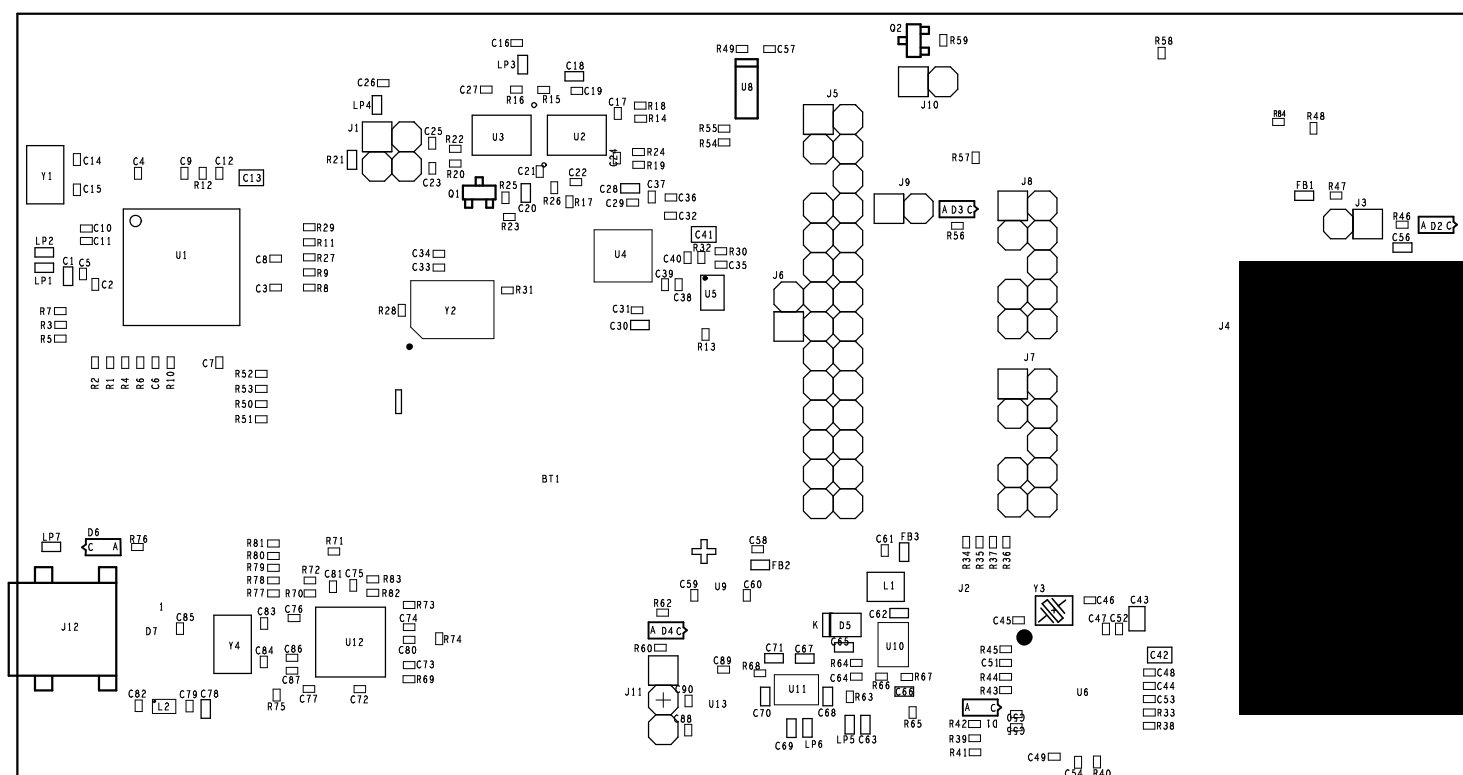 Q2 R59 R58
C16 R49 C57
LP3 C18
C26 C27 R16 R15 C19 U8 J10
LP4 C17 R18 R14 J5
J1 C25 R22 U3 U2 R55 R54 R84 R48
C14 C4 C9 C12 R21 R20 C24 R24 R19 R57
Y1 R12 C13 C23 C21 C22
C15 Q1 R25 C20 R26 R17 C28 C29 C37 C36 J9 A D3 C J8 FB1 R47 J3
R23 C32 R56 R46 A D2 C
C10 C11 R29 R11 C41 C56
LP2 U1 C34 U4 R32 R30
LP1 C1 C5 C8 R27 C33 C40 C35
C2 R9 C39 C38 J6
C3 R8 R31 U5
R7 R28 Y2 C31
R3 C30 J4
R5 R13
R2 R1 R4 R6 C6 R10 C7 J7
R52
R53
R50
R51
BT1
LP7 D6 C A R76 R81 R71 C58 C61 FB3 R34 R35 R37 R36
R80
R79 FB2
R78 R72 C81 C75 R83 C59 U9 C60 L1 J2 Y3
R77 R70 R82 C46 C43
1 C76 R73 R62 C62
J12 D7 C85 C83 C74 A D4 C K D5 C45 C47 C52
Y4 U12 C80 R74 R60 C65 U10 R45 C42
C84 C86 C73 C71 C67 R64 C51
C87 R69 C89 R68 C64 R66 R67 R44 C48
C82 L2 C79 C78 R75 C77 C72 J11 C90 U13 U11 R63 C66 R43 U6 C44
C70 C68 R65 A C C53
C88 R42 D1 C50 R33
C69 LP6 LP5 C63 R39 C55 R38
R41 C49 C54 R40